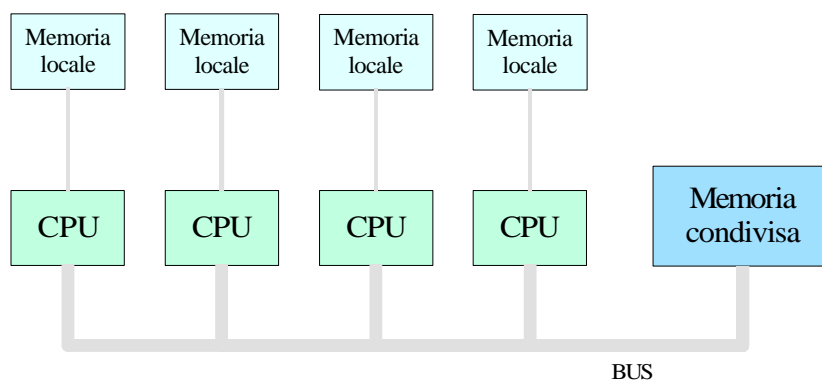 Memoria
locale
Memoria
locale
Memoria
locale
Memoria
locale
CPU
CPU
CPU
CPU
Memoria
condivisa
BUS